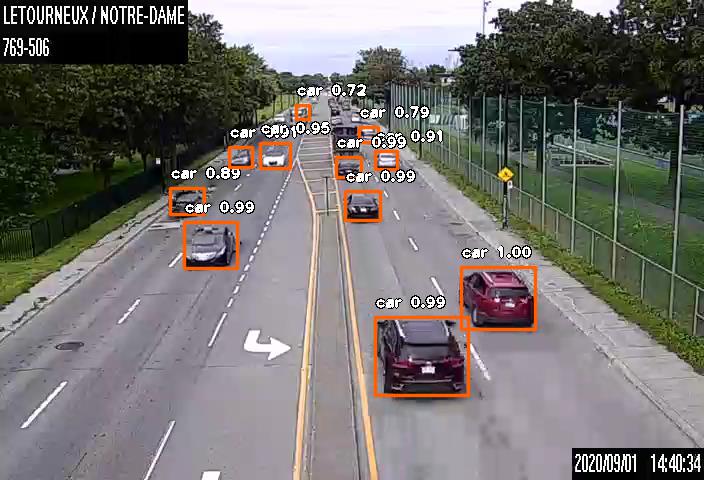 LETOURNEUX / NOTRE-DAME
769-506
car 0.72
car 0.79
car 0.95
car 0.91
car 0.99
car 0.89
car 0.99
car 0.99
car 1.00
car 0.99
2020/09/01 14:40:34